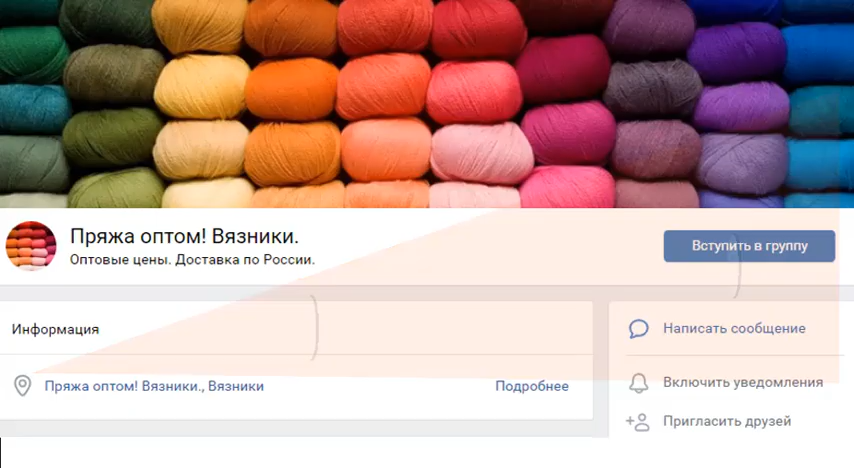 Пряжа оптом! Вязники.
Оптовые цены. Доставка по России.
Вступить в группу
Информация
Пряжа оптом! Вязники., Вязники
Подробнее
Написать сообщение
Включить уведомления
Пригласить друзей